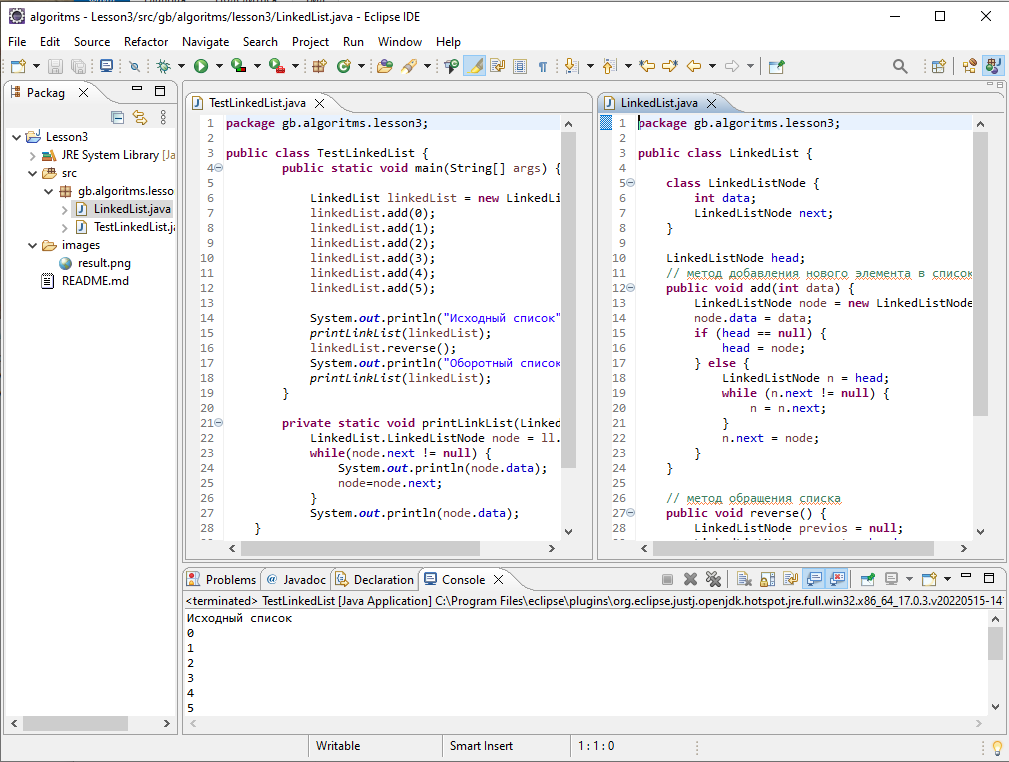 algoritms - Lesson3/src/gb/algoritms/lesson3/LinkedList.java - Eclipse IDE
File Edit Source Refactor Navigate Search Project Run Window Help
Packag
Lesson3
JRE System Library [Ja
src
gb.algoritms.lesso
LinkedList.java
TestLinkedList.ja
images
result.png
README.md
TestLinkedList.java
1 package gb.algoritms.lesson3;
2
3 public class TestLinkedList {
4 public static void main(String[] args) {
5
6 LinkedList linkedList = new LinkedLi
7 linkedList.add(0);
8 linkedList.add(1);
9 linkedList.add(2);
10 linkedList.add(3);
11 linkedList.add(4);
12 linkedList.add(5);
13
14 System.out.println("Исходный список"
15 printLinkList(linkedList);
16 linkedList.reverse();
17 System.out.println("Оборотный список
18 printLinkList(linkedList);
19 }
20
21 private static void printLinkList(Linked
22 LinkedList.LinkedListNode node = ll.
23 while(node.next != null) {
24 System.out.println(node.data);
25 node=node.next;
26 }
27 System.out.println(node.data);
28 }
LinkedList.java
1 package gb.algoritms.lesson3;
2
3 public class LinkedList {
4
5 class LinkedListNode {
6 int data;
7 LinkedListNode next;
8 }
9
10 LinkedListNode head;
11 // метод добавления нового элемента в список
12 public void add(int data) {
13 LinkedListNode node = new LinkedListNode
14 node.data = data;
15 if (head == null) {
16 head = node;
17 } else {
18 LinkedListNode n = head;
19 while (n.next != null) {
20 n = n.next;
21 }
22 n.next = node;
23 }
24 }
25
26 // метод обращения списка
27 public void reverse() {
28 LinkedListNode previos = null;
Problems Javadoc Declaration Console
<terminated> TestLinkedList [Java Application] C:\Program Files\eclipse\plugins\org.eclipse.justj.openjdk.hotspot.jre.full.win32.x86_64_17.0.3.v20220515-14
Исходный список
0
1
2
3
4
5
Writable Smart Insert 1 : 1 : 0